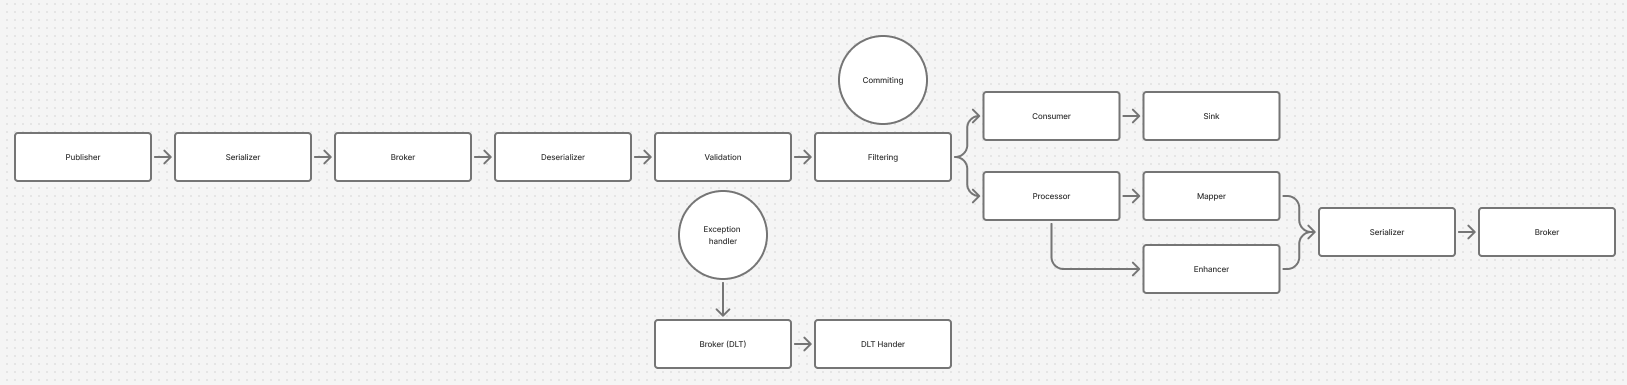 Commiting
Publisher
Serializer
Broker
Deserializer
Validation
Filtering
Consumer
Sink
Processor
Mapper
Enhancer
Serializer
Broker
Exception
handler
Broker (DLT)
DLT Hander